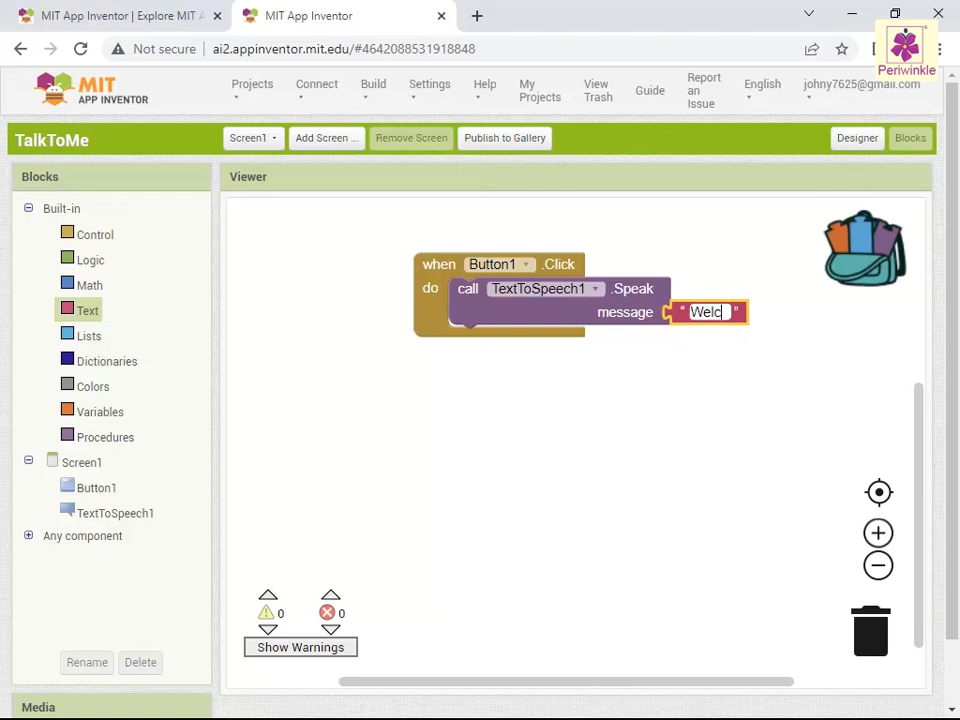 MIT App Inventor | Explore MIT A
MIT App Inventor
Not secure
ai2.appinventor.mit.edu/#4642088531918848
Periwinkle
MIT
APP INVENTOR
Projects
Connect
Build
Settings
Help
My Projects
View Trash
Guide
Report an Issue
English
johny7625@gmail.com
TalkToMe
Screen1
Add Screen ...
Remove Screen
Publish to Gallery
Designer
Blocks
Blocks
Viewer
Built-in
Control
Logic
Math
Text
Lists
Dictionaries
Colors
Variables
Procedures
Screen1
Button1
TextToSpeech1
Any component
Rename
Delete
Media
when Button1 .Click
do call TextToSpeech1 .Speak
message " Welc "
0 0
Show Warnings